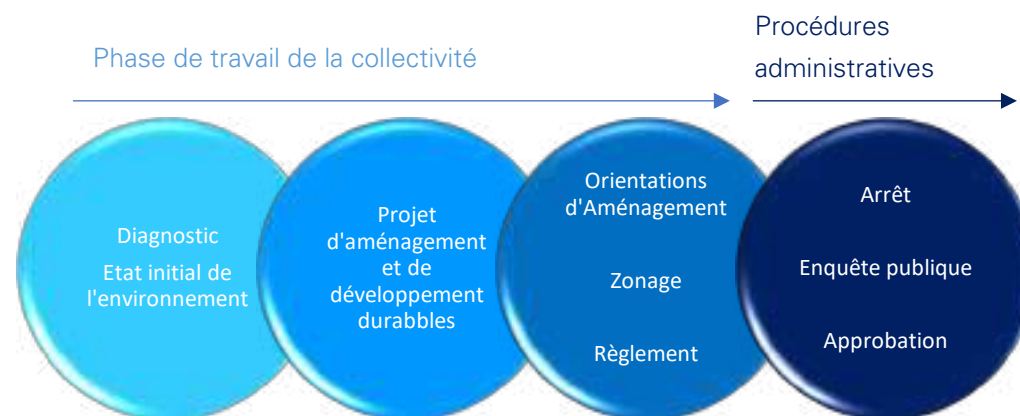 Phase de travail de la collectivité
Procédures
administratives
Diagnostic
Etat initial de
l'environnement
Projet
d'aménagement
et de
développement
durabbles
Orientations
d'Aménagement
Zonage
Règlement
Arrêt
Enquête publique
Approbation